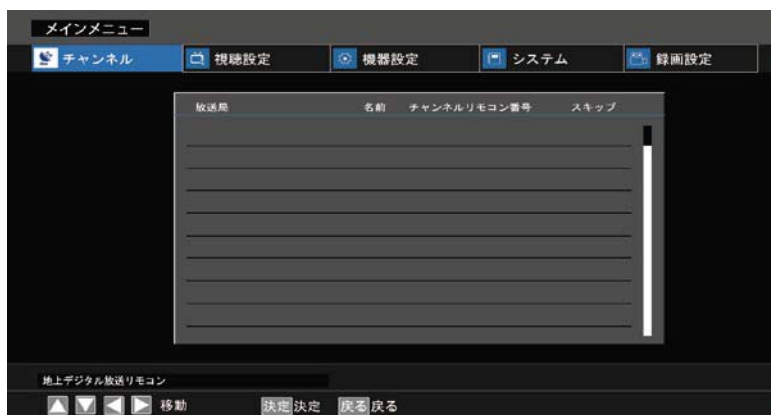 メインメニュー
チャンネル 視聴設定 機器設定 システム 録画設定
放送局 名前 チャンネルリモコン番号 スキップ
地上デジタル放送リモコン
移動 決定 決定 戻る 戻る